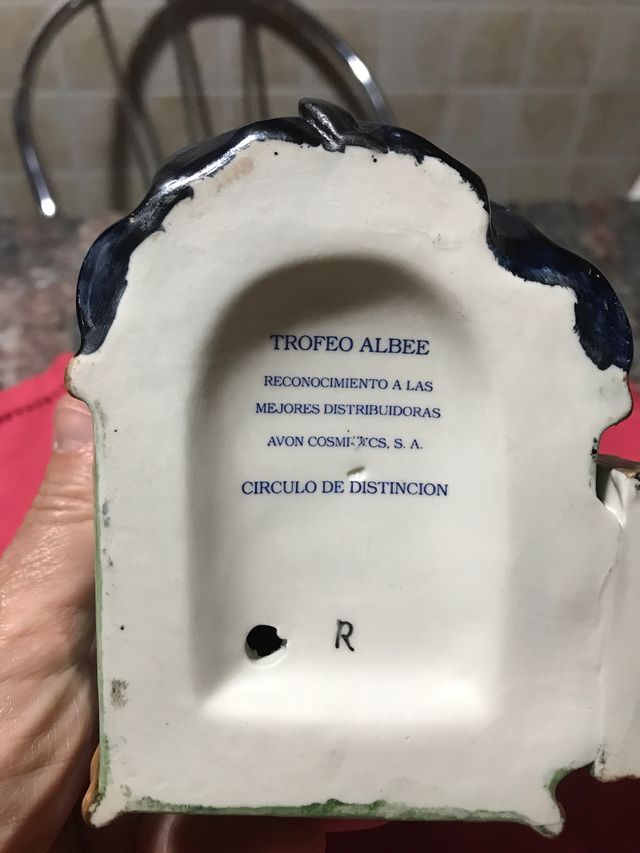 TROFEO ALBEE
RECONOCIMIENTO A LAS
MEJORES DISTRIBUIDORAS
AVON S. A.
CIRCULO DE DISTINCION
R